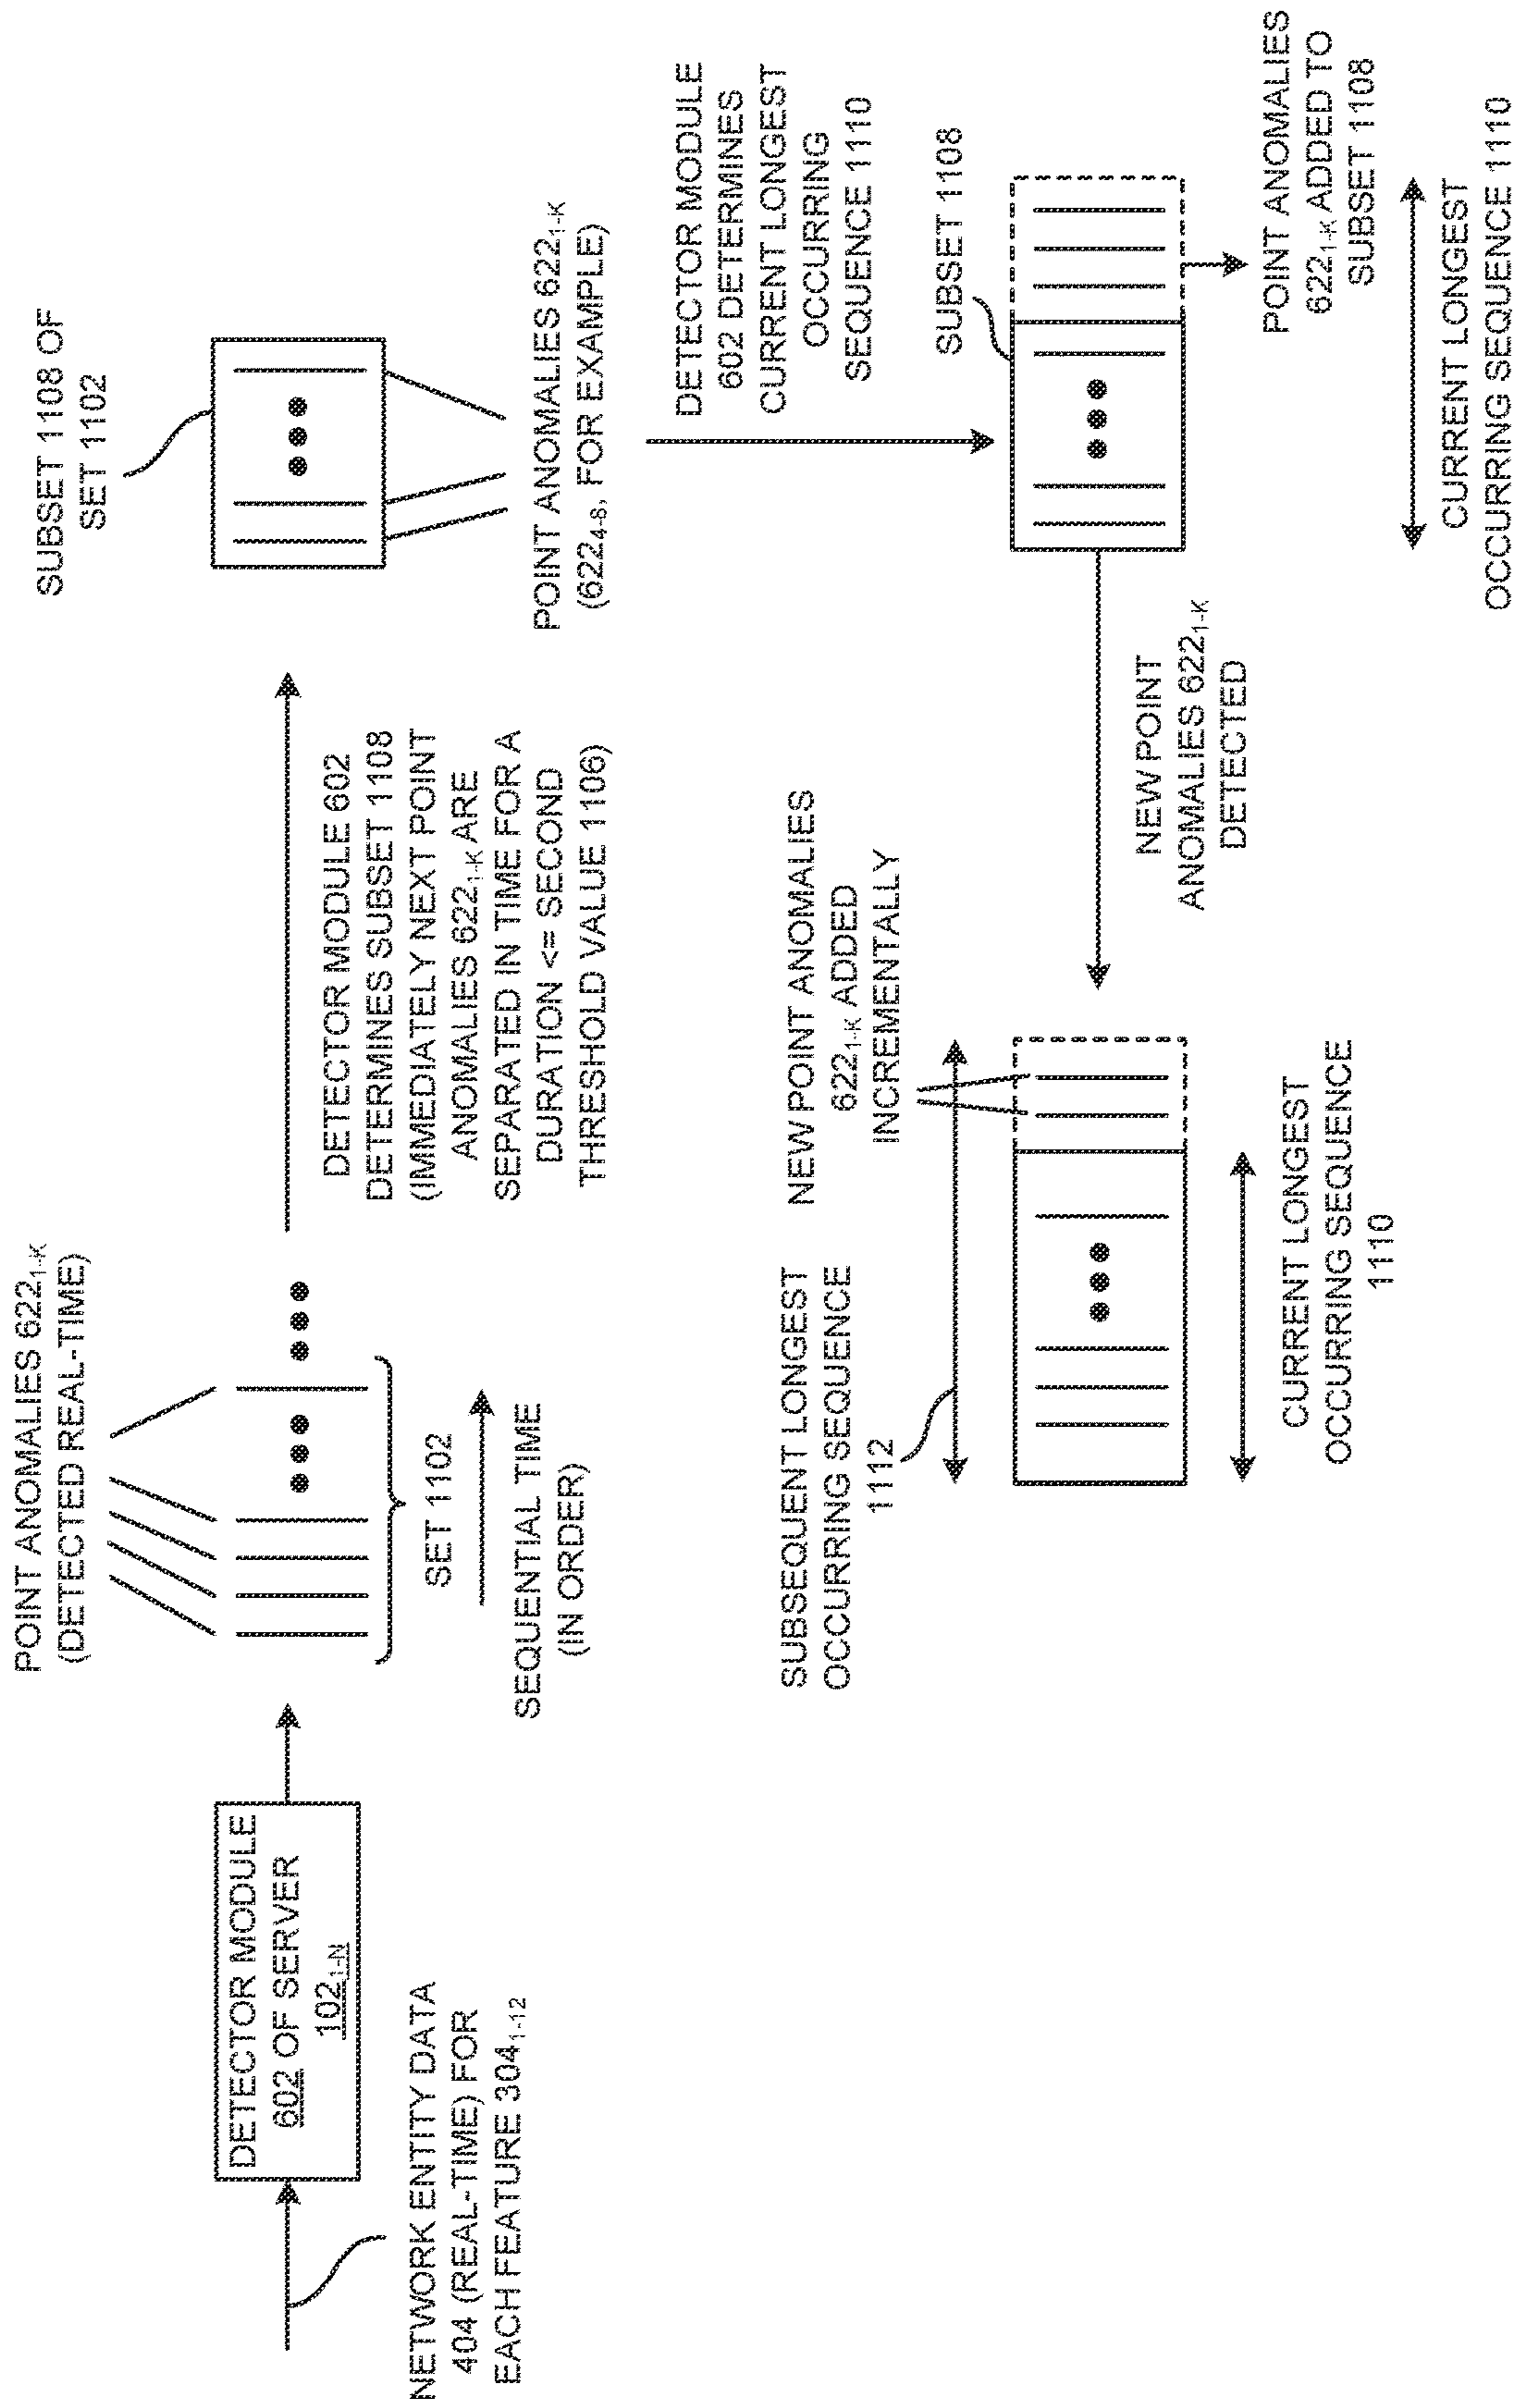 NETWORK ENTITY DATA
404 (REAL-TIME) FOR
EACH FEATURE 304₁₋₁₂
DETECTOR MODULE
602 OF SERVER
102₁₋N
POINT ANOMALIES 622₁₋K
(DETECTED REAL-TIME)
SET 1102
SEQUENTIAL TIME
(IN ORDER)
DETECTOR MODULE 602
DETERMINES SUBSET 1108
(IMMEDIATELY NEXT POINT
ANOMALIES 622₁₋K ARE
SEPARATED IN TIME FOR A
DURATION <= SECOND
THRESHOLD VALUE 1106)
SUBSET 1108 OF
SET 1102
POINT ANOMALIES 622₁₋K
(622₄₋₈, FOR EXAMPLE)
DETECTOR MODULE
602 DETERMINES
CURRENT LONGEST
OCCURRING
SEQUENCE 1110
SUBSET 1108
POINT ANOMALIES
622₁₋K ADDED TO
SUBSET 1108
CURRENT LONGEST
OCCURRING SEQUENCE 1110
NEW POINT
ANOMALIES 622₁₋K
DETECTED
NEW POINT ANOMALIES
622₁₋K ADDED
INCREMENTALLY
SUBSEQUENT LONGEST
OCCURRING SEQUENCE
1112
CURRENT LONGEST
OCCURRING SEQUENCE
1110